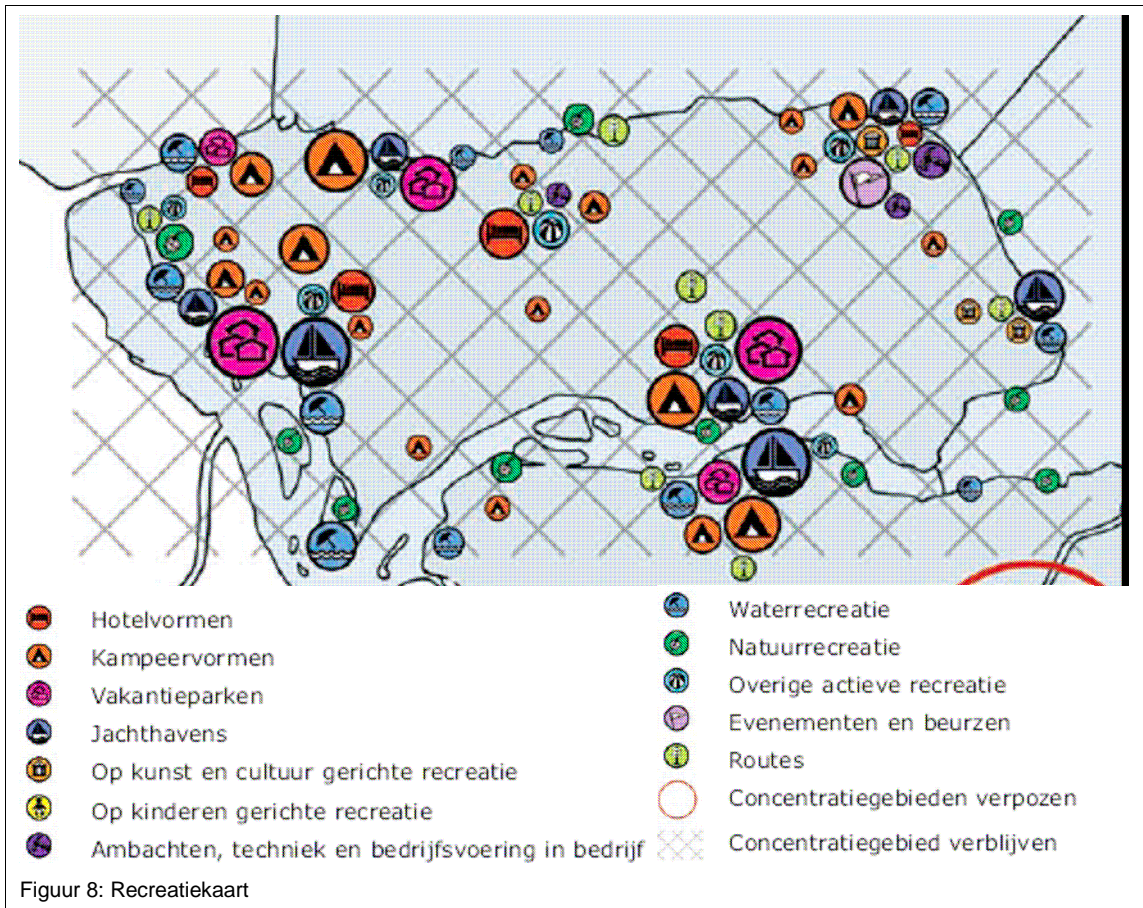 Hotelvormen
Kampeervormen
Vakantieparken
Jachthavens
Op kunst en cultuur gerichte recreatie
Op kinderen gerichte recreatie
Ambachten, techniek en bedrijfsvoering in bedrijf
Waterrecreatie
Natuurrecreatie
Overige actieve recreatie
Evenementen en beurzen
Routes
Concentratiegebieden verpozen
Concentratiegebied verblijven
Figuur 8: Recreatiekaart